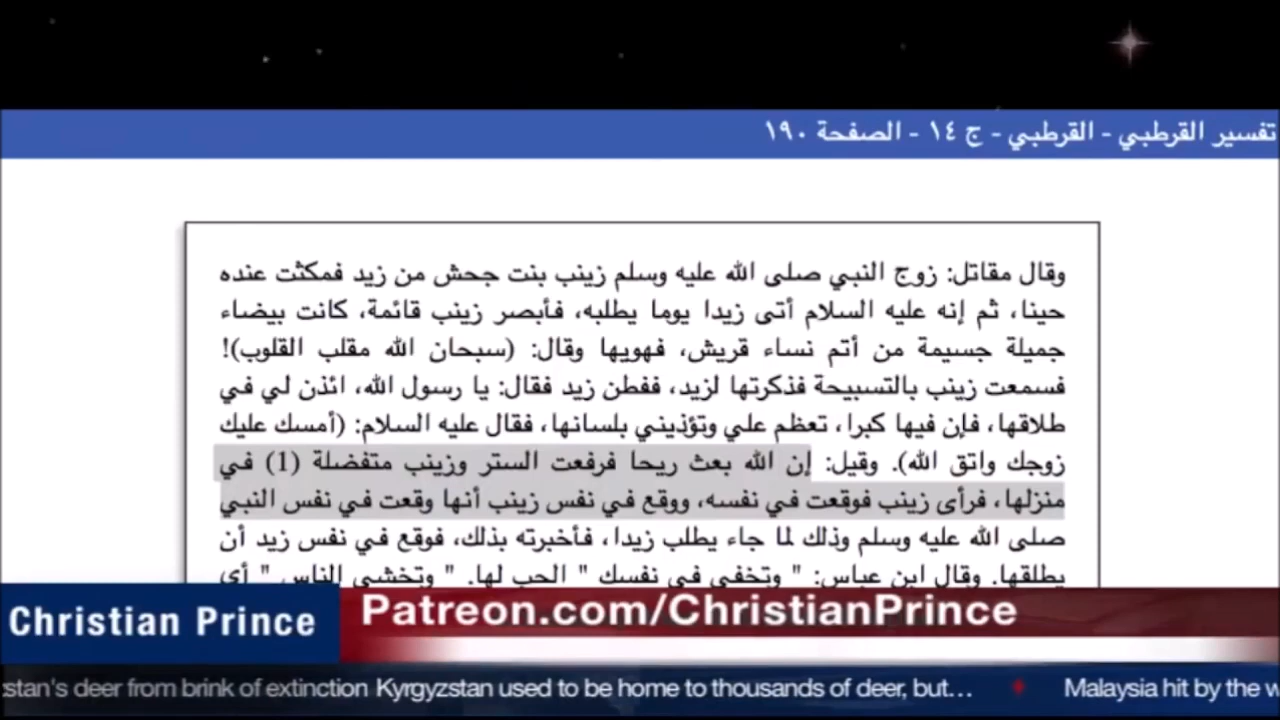 تفسير القرطبي - القرطبي - ج ١٤ - الصفحة ١٩٠
وقال مقاتل: زوج النبي صلى الله عليه وسلم زينب بنت جحش من زيد فمكثت عنده
حينا، ثم إنه عليه السلام أتى زيدا يوما يطلبه، فأبصر زينب قائمة، كانت بيضاء
جميلة جسيمة من أتم نساء قريش، فهويها وقال: (سبحان الله مقلب القلوب)!
فسمعت زينب بالتسبيحة فذكرتها لزيد، ففطن زيد فقال: يا رسول الله، ائذن لي في
طلاقها، فإن فيها كبرا، تعظم علي وتؤذيني بلسانها، فقال عليه السلام: (أمسك عليك
زوجك واتق الله). وقيل: إن الله بعث ريحا فرفعت الستر وزينب متفضلة (1) في
منزلها، فرأى زينب فوقعت في نفسه، ووقع في نفس زينب أنها وقعت في نفس النبي
صلى الله عليه وسلم وذلك لما جاء يطلب زيدا، فأخبرته بذلك، فوقع في نفس زيد أن
يطلقها. وقال ابن عباس: " وتخفي في نفسك " الحب لها. " وتخشى الناس " أي
Christian Prince
Patreon.com/ChristianPrince
stan's deer from brink of extinction Kyrgyzstan used to be home to thousands of deer, but... Malaysia hit by the w